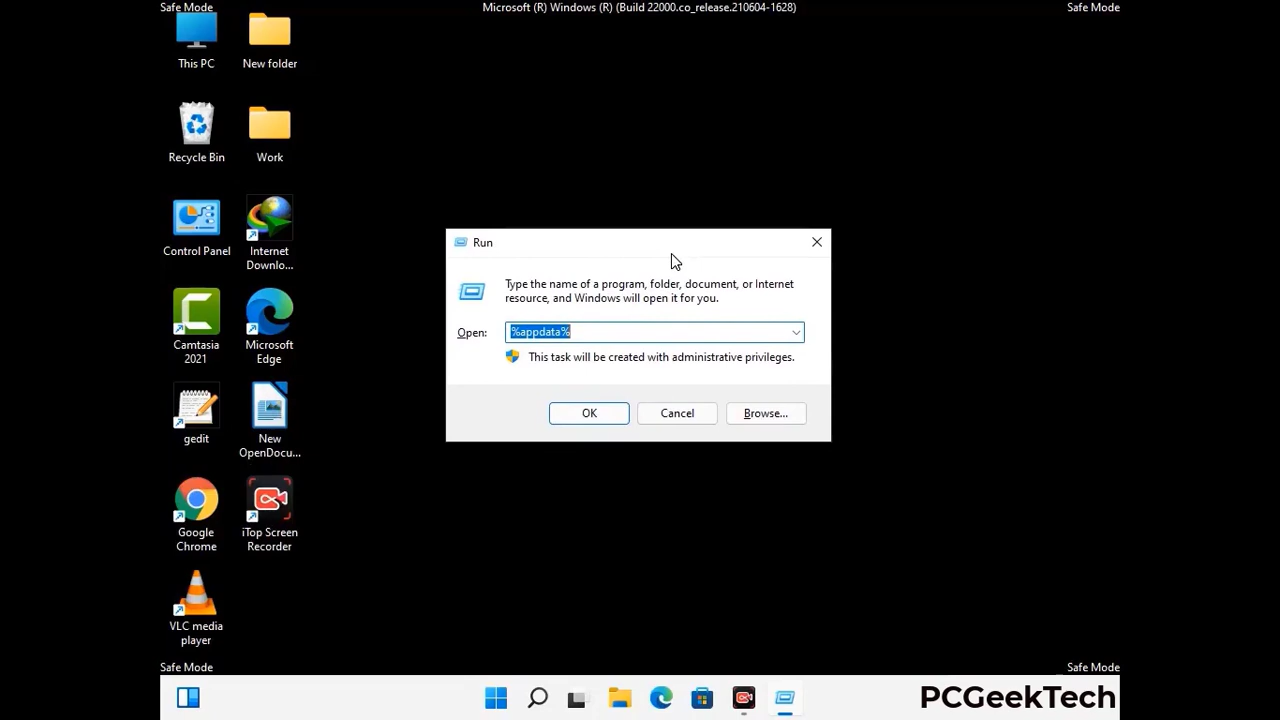 Safe Mode
Microsoft (R) Windows (R) (Build 22000.co_release.210604-1628)
Safe Mode
This PC
New folder
Recycle Bin
Work
Control Panel
Internet
Downlo...
Camtasia
2021
Microsoft
Edge
gedit
New
OpenDocu...
Google
Chrome
iTop Screen
Recorder
VLC media
player
Run
Type the name of a program, folder, document, or Internet
resource, and Windows will open it for you.
Open:
%appdata%
This task will be created with administrative privileges.
OK
Cancel
Browse...
Safe Mode
Safe Mode
PCGeekTech